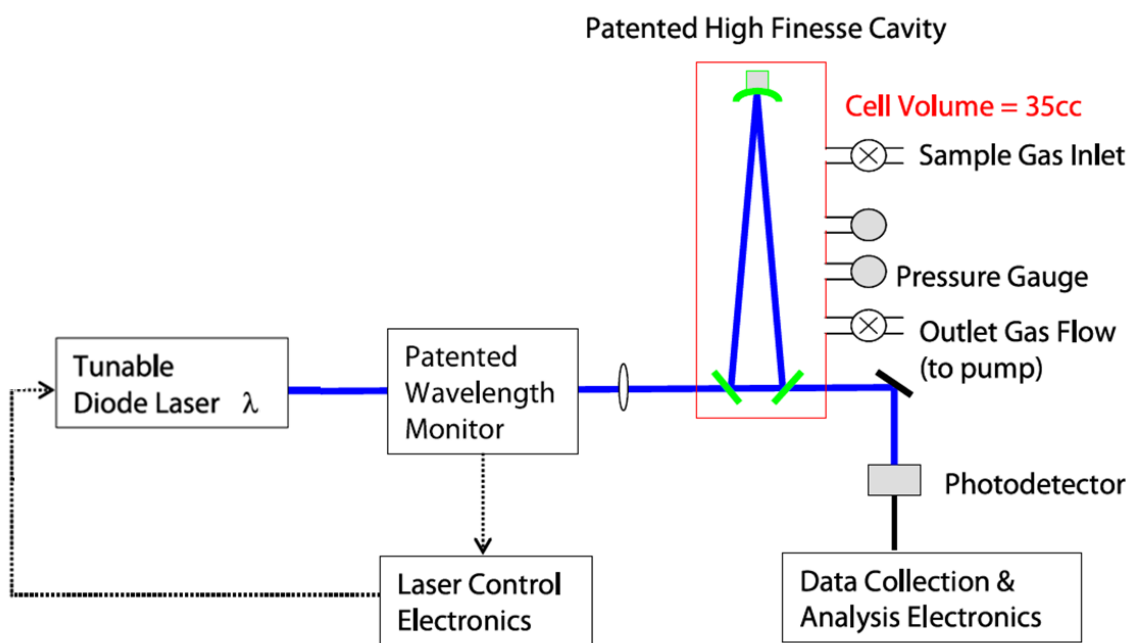 Patented High Finesse Cavity
Cell Volume = 35cc
Sample Gas Inlet
Pressure Gauge
Outlet Gas Flow
(to pump)
Tunable
Diode Laser λ
Patented
Wavelength
Monitor
Photodetector
Laser Control
Electronics
Data Collection &
Analysis Electronics